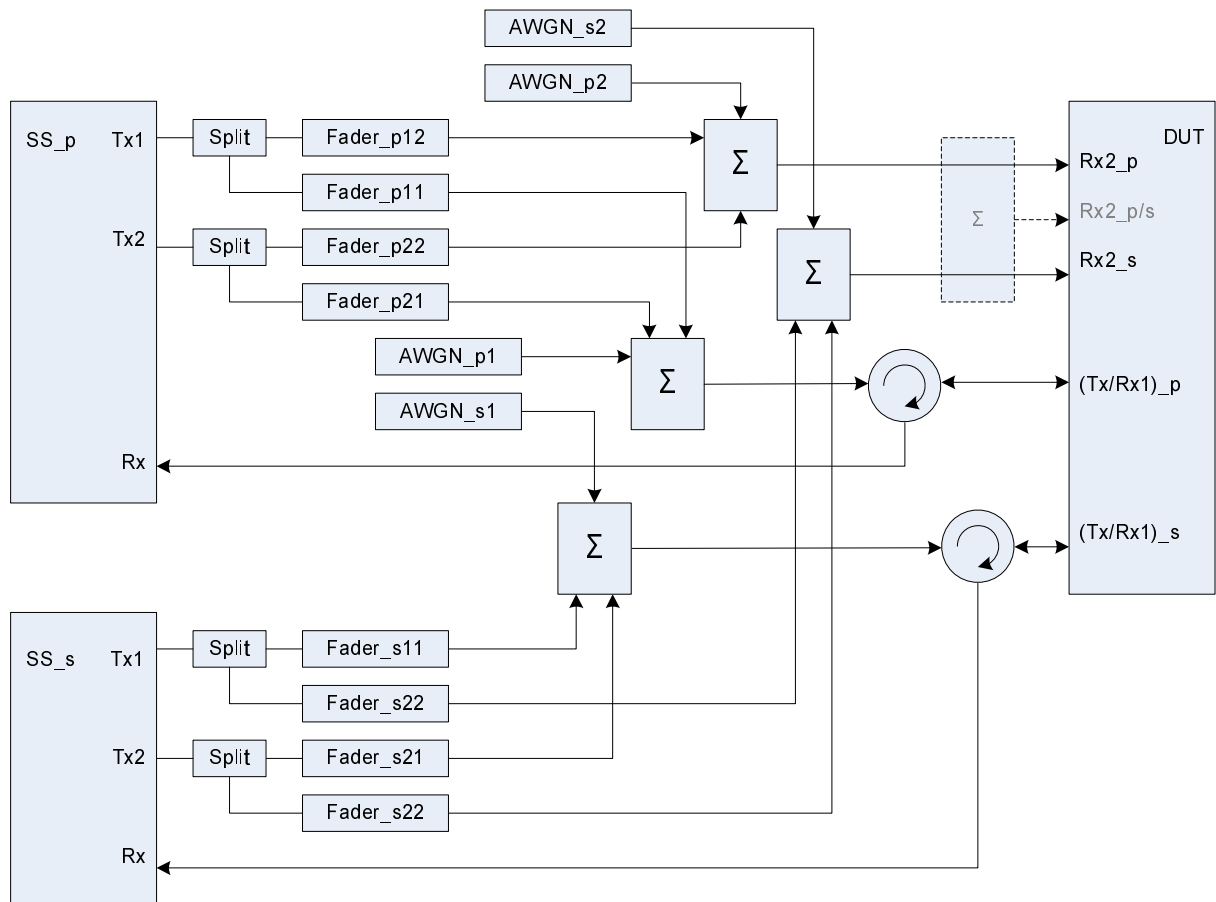 AWGN_s2
AWGN_p2
SS_p
Tx1
Split
Fader_p12
Σ
DUT
Rx2_p
Fader_p11
Σ
Rx2_p/s
Tx2
Split
Fader_p22
Σ
Rx2_s
Fader_p21
AWGN_p1
Σ
(Tx/Rx1)_p
AWGN_s1
Rx
Σ
(Tx/Rx1)_s
SS_s
Tx1
Split
Fader_s11
Fader_s22
Tx2
Split
Fader_s21
Fader_s22
Rx